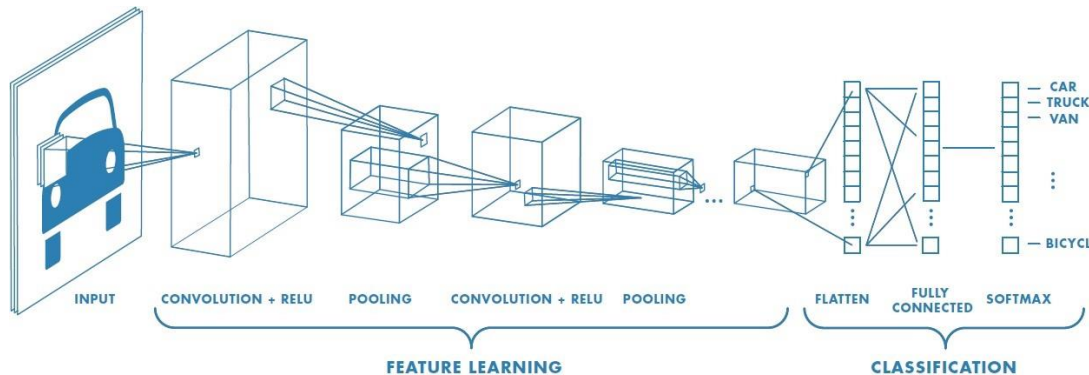 CAR
TRUCK
VAN
BICYCL
INPUT
CONVOLUTION + RELU
POOLING
CONVOLUTION + RELU
POOLING
FLATTEN
FULLY
CONNECTED
SOFTMAX
FEATURE LEARNING
CLASSIFICATION